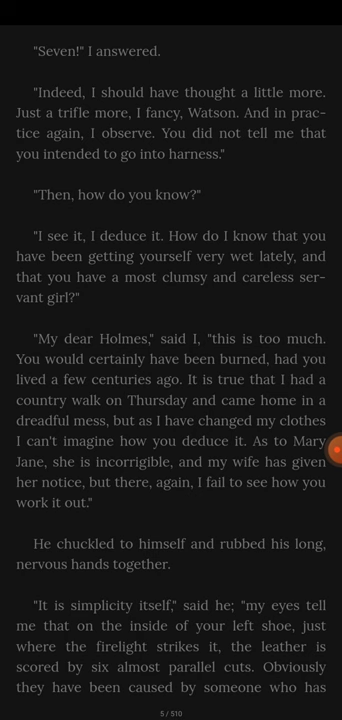 "Seven!" I answered.
"Indeed, I should have thought a little more.
Just a trifle more, I fancy, Watson. And in prac-
tice again, I observe. You did not tell me that
you intended to go into harness."
"Then, how do you know?"
"I see it, I deduce it. How do I know that you
have been getting yourself very wet lately, and
that you have a most clumsy and careless ser-
vant girl?"
"My dear Holmes," said I, "this is too much.
You would certainly have been burned, had you
lived a few centuries ago. It is true that I had a
country walk on Thursday and came home in a
dreadful mess, but as I have changed my clothes
I can't imagine how you deduce it. As to Mary
Jane, she is incorrigible, and my wife has given
her notice, but there, again, I fail to see how you
work it out."
He chuckled to himself and rubbed his long,
nervous hands together.
"It is simplicity itself," said he; "my eyes tell
me that on the inside of your left shoe, just
where the firelight strikes it, the leather is
scored by six almost parallel cuts. Obviously
they have been caused by someone who has
5 / 510